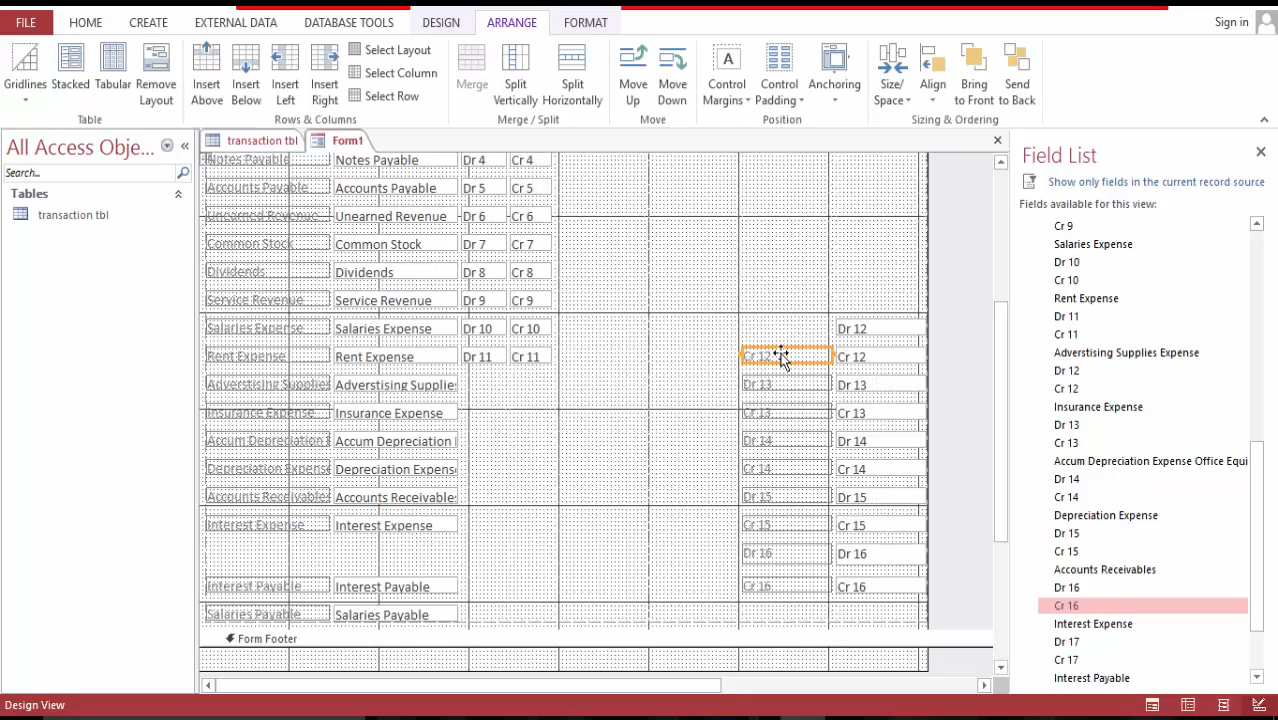 FILE HOME CREATE EXTERNAL DATA DATABASE TOOLS DESIGN ARRANGE FORMAT Sign in
Gridlines Stacked Tabular Remove Layout
Insert Above Insert Below Insert Left Insert Right
Select Layout
Select Column
Select Row
Merge Split Vertically Split Horizontally
Move Up Move Down
Control Margins Control Padding Anchoring
Size/ Space Align Bring to Front Send to Back
Table Rows & Columns Merge / Split Move Position Sizing & Ordering
All Access Obje...
Search...
Tables
transaction tbl
transaction tbl Form1
Notes Payable Notes Payable Dr 4 Cr 4
Accounts Payable Accounts Payable Dr 5 Cr 5
Unearned Revenue Unearned Revenue Dr 6 Cr 6
Common Stock Common Stock Dr 7 Cr 7
Dividends Dividends Dr 8 Cr 8
Service Revenue Service Revenue Dr 9 Cr 9
Salaries Expense Salaries Expense Dr 10 Cr 10 Dr 12
Rent Expense Rent Expense Dr 11 Cr 11 Cr 12 Cr 12
Adverstising Supplies Adverstising Supplies Dr 13 Dr 13
Insurance Expense Insurance Expense Cr 13 Cr 13
Accum Depreciation E Accum Depreciation Dr 14 Dr 14
Depreciation Expense Depreciation Expens Cr 14 Cr 14
Accounts Receivables Accounts Receivables Dr 15 Dr 15
Interest Expense Interest Expense Cr 15 Cr 15
Dr 16 Dr 16
Interest Payable Interest Payable Cr 16 Cr 16
Salaries Payable Salaries Payable
Form Footer
Field List
Show only fields in the current record source
Fields available for this view:
Cr 9
Salaries Expense
Dr 10
Cr 10
Rent Expense
Dr 11
Cr 11
Adverstising Supplies Expense
Dr 12
Cr 12
Insurance Expense
Dr 13
Cr 13
Accum Depreciation Expense Office Equi
Dr 14
Cr 14
Depreciation Expense
Dr 15
Cr 15
Accounts Receivables
Dr 16
Cr 16
Interest Expense
Dr 17
Cr 17
Interest Payable
Design View